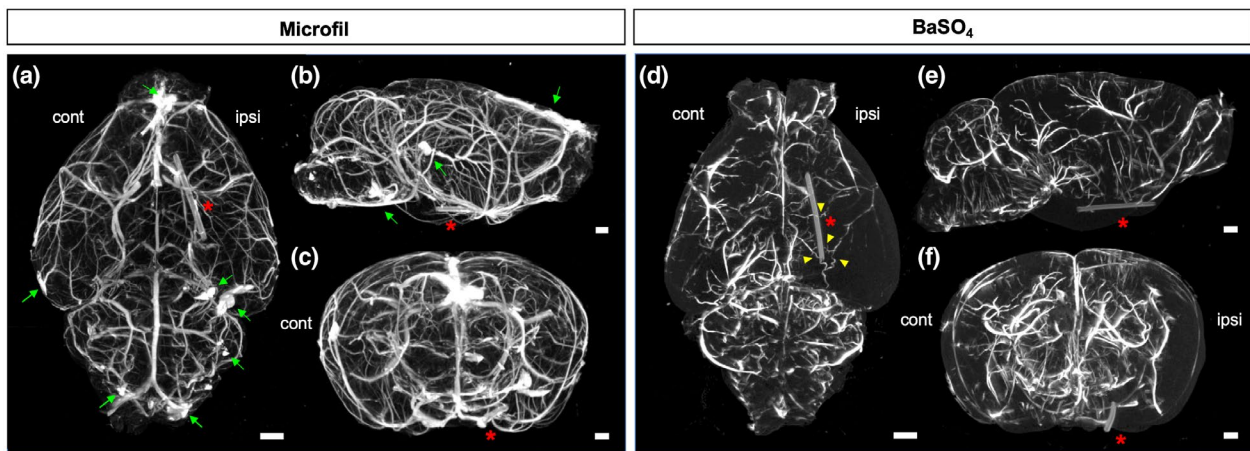 Microfil
BaSO₄
(a)
cont
ipsi
*
(b)
*
(c)
cont
*
(d)
cont
ipsi
*
(e)
*
(f)
cont
ipsi
*